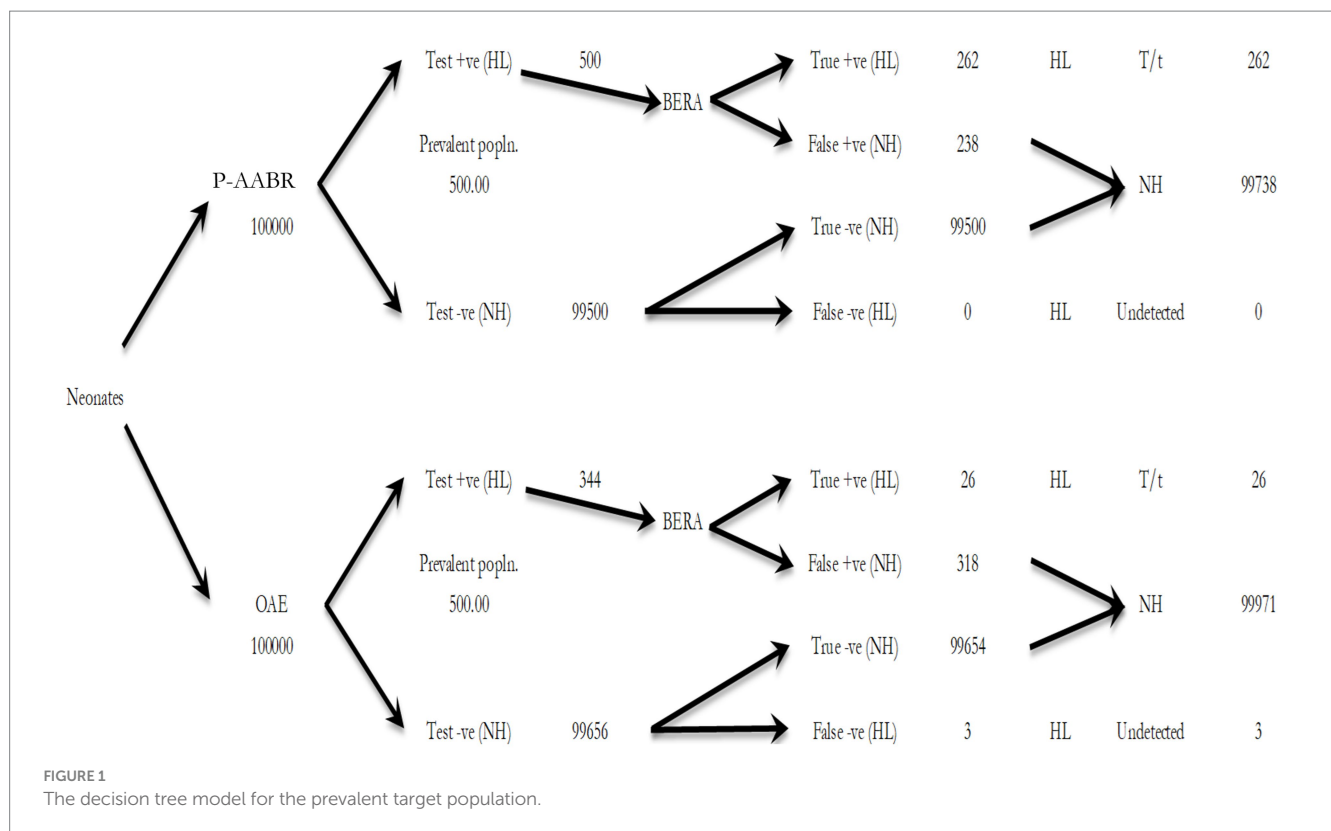 Test +ve (HL) 500 True +ve (HL) 262 HL T/t 262
BERA
Prevalent popln. False +ve (NH) 238
P-AABR 500.00 NH 99738
100000 True -ve (NH) 99500
Test -ve (NH) 99500 False -ve (HL) 0 HL Undetected 0
Neonates
Test +ve (HL) 344 True +ve (HL) 26 HL T/t 26
BERA
Prevalent popln. False +ve (NH) 318
OAE 500.00 NH 99971
100000 True -ve (NH) 99654
Test -ve (NH) 99656 False -ve (HL) 3 HL Undetected 3
FIGURE 1
The decision tree model for the prevalent target population.